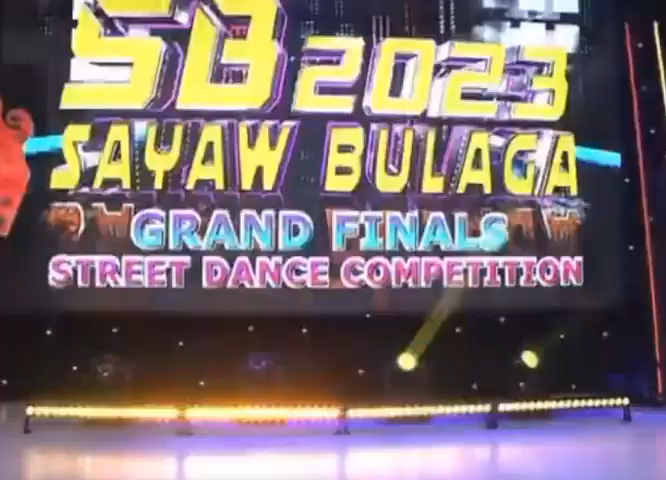 SB 2023
SAYAW BULAGA
GRAND FINALS
STREET DANCE COMPETITION